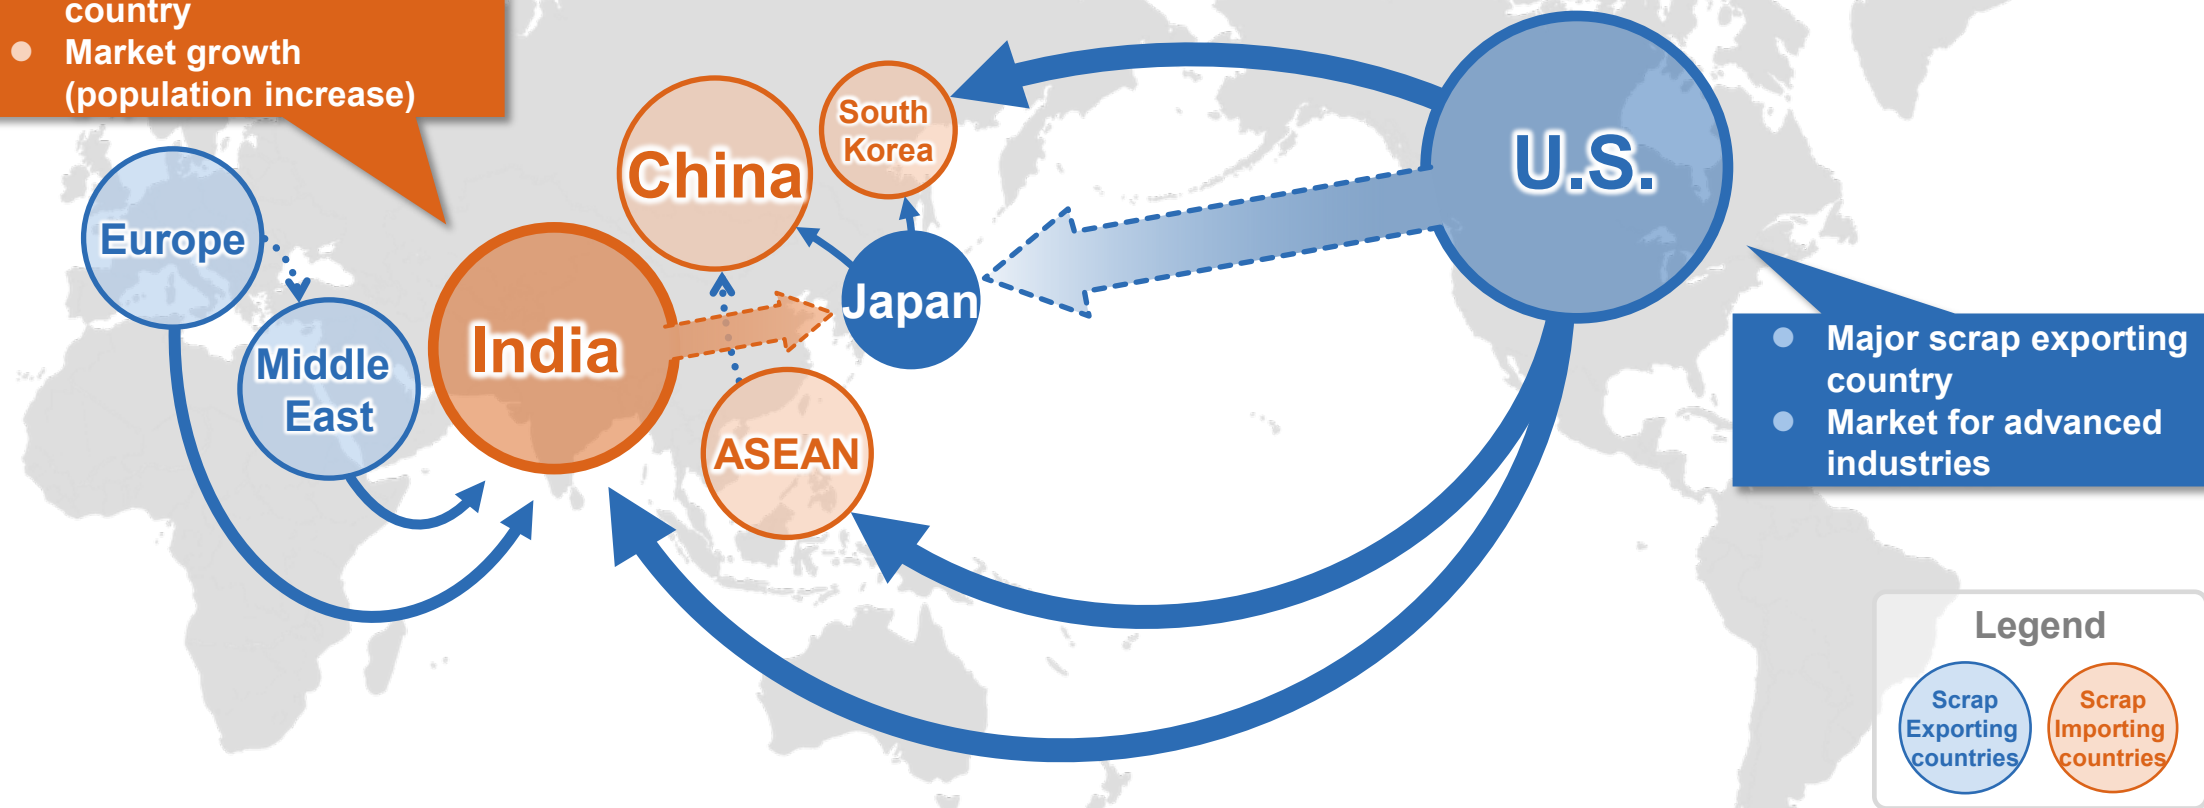 country
● Market growth
(population increase)
South
Korea
China
U.S.
Europe
Japan
India
Middle
East
ASEAN
● Major scrap exporting
country
● Market for advanced
industries
Legend
Scrap
Exporting
countries
Scrap
Importing
countries